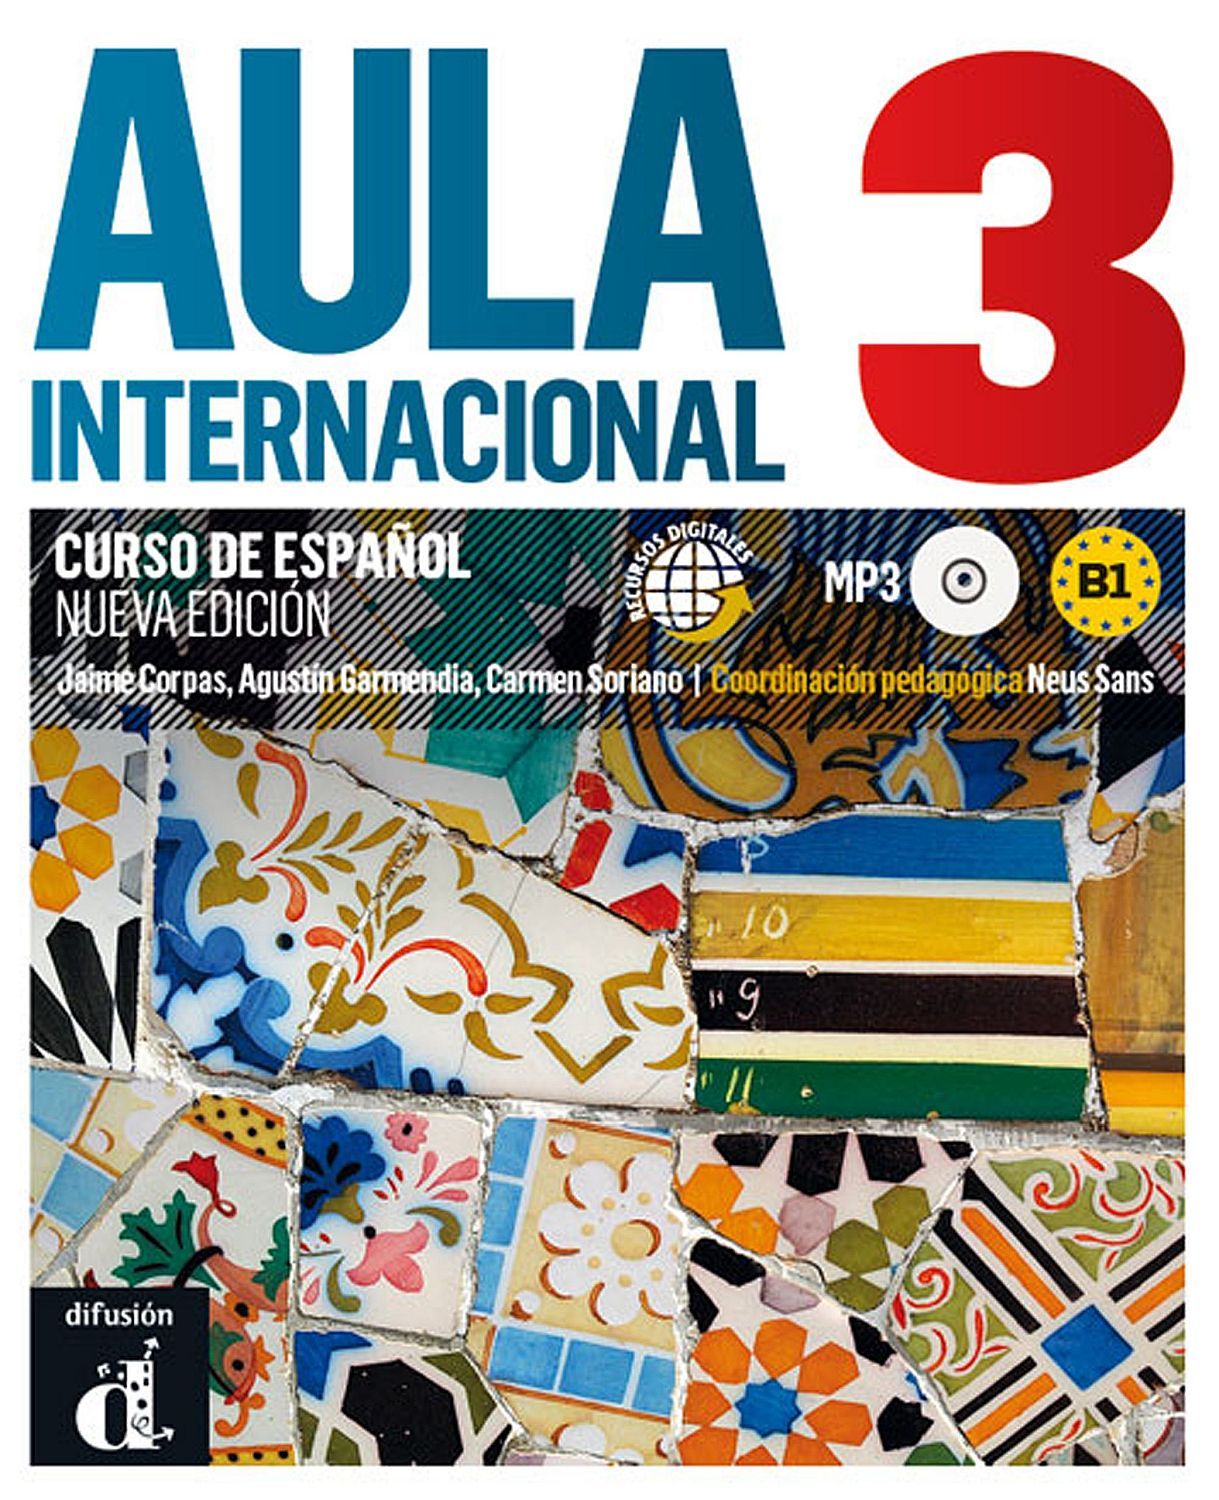 AULA 3
INTERNACIONAL
CURSO DE ESPAÑOL
NUEVA EDICIÓN
RECURSOS DIGITALES
MP3
B1
Jaime Corpas, Agustín Garmendia, Carmen Soriano | Coordinación pedagógica Neus Sans
10
" 9
" 11
difusión
d